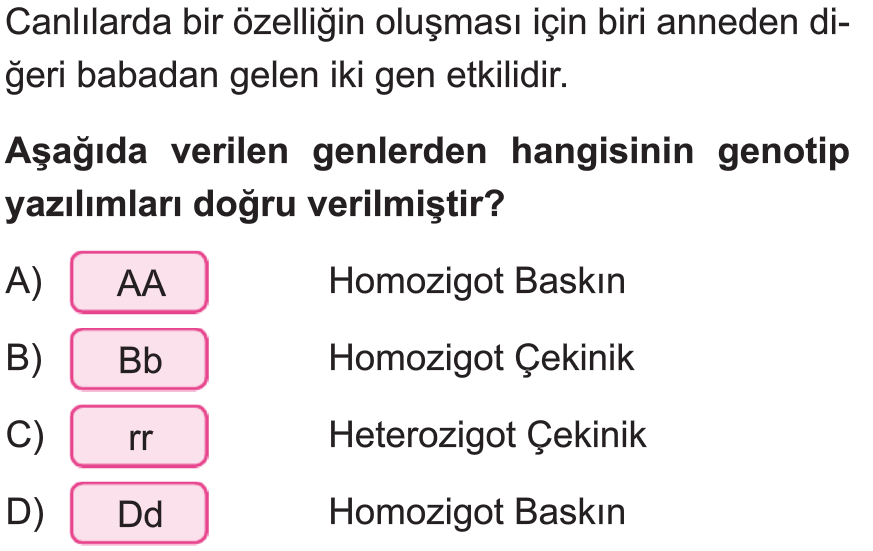 Canlılarda bir özelliğin oluşması için biri anneden di-
ğeri babadan gelen iki gen etkilidir.
Aşağıda verilen genlerden hangisinin genotip
yazılımları doğru verilmiştir?
A) AA Homozigot Baskın
B) Bb Homozigot Çekinik
C) rr Heterozigot Çekinik
D) Dd Homozigot Baskın